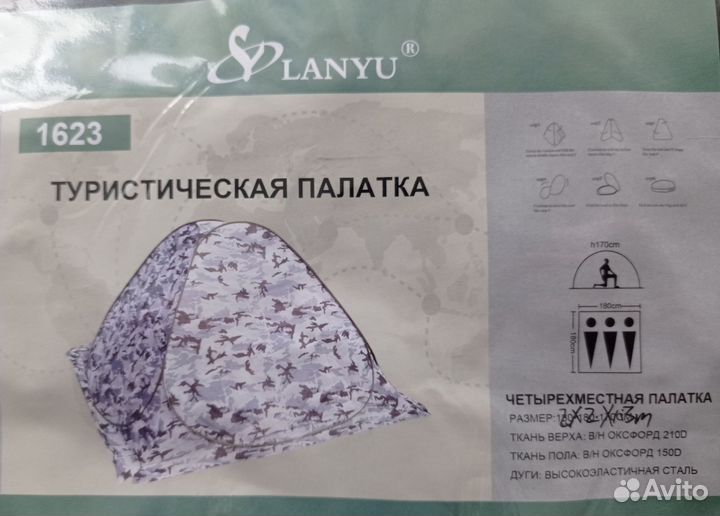 LANYU®
1623
ТУРИСТИЧЕСКАЯ ПАЛАТКА
h170cm
180cm
180cm
ЧЕТЫРЕХМЕСТНАЯ ПАЛАТКА
РАЗМЕР:
ТКАНЬ ВЕРХА: В/Н ОКСФОРД 210D
ТКАНЬ ПОЛА: В/Н ОКСФОРД 150D
ДУГИ: ВЫСОКОЭЛАСТИЧНАЯ СТАЛЬ
Avito